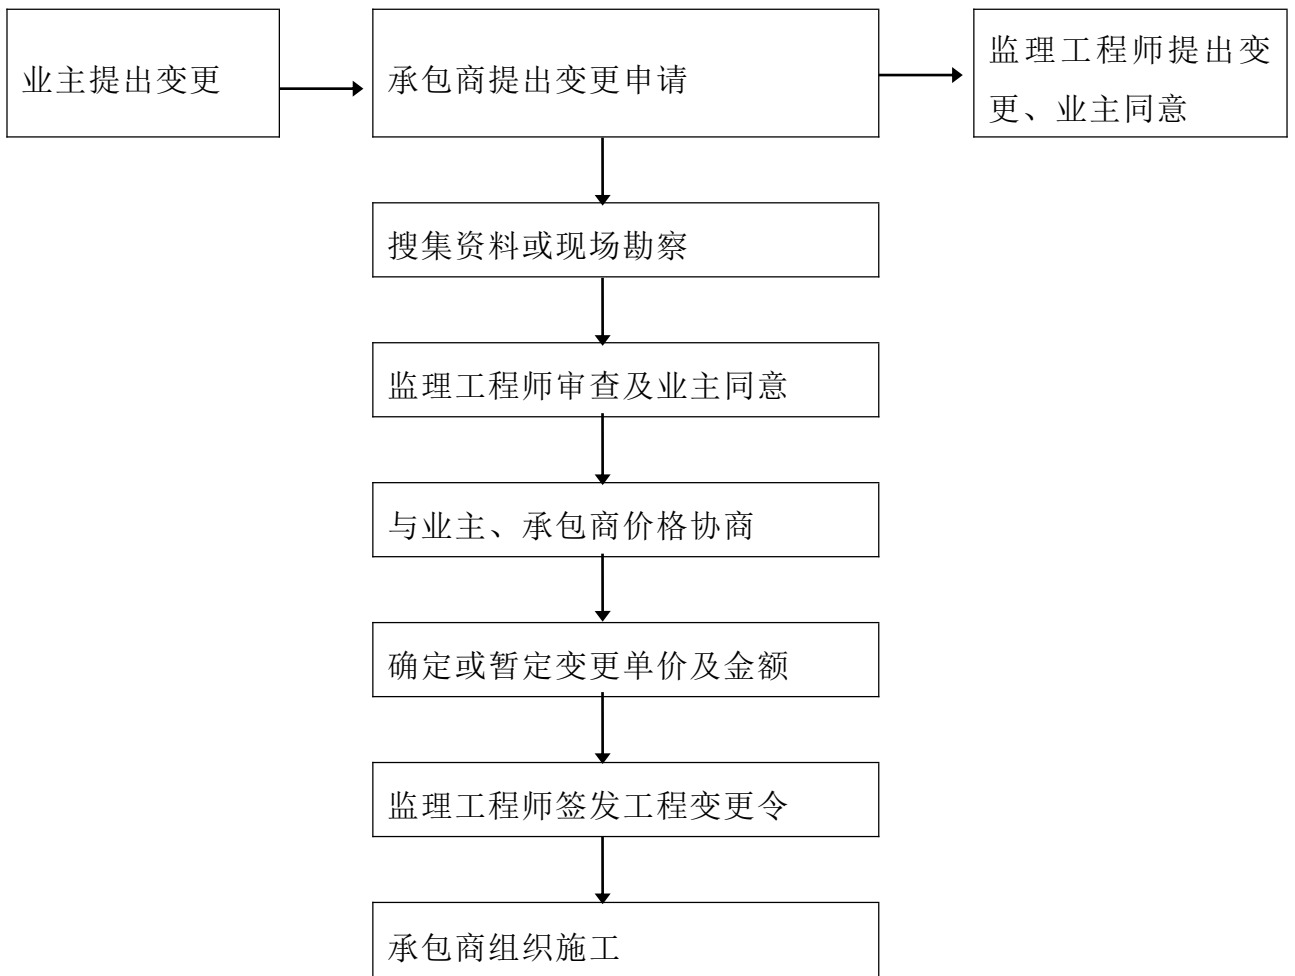 业主提出变更
承包商提出变更申请
监理工程师提出变
更、业主同意
搜集资料或现场勘察
监理工程师审查及业主同意
与业主、承包商价格协商
确定或暂定变更单价及金额
监理工程师签发工程变更令
承包商组织施工